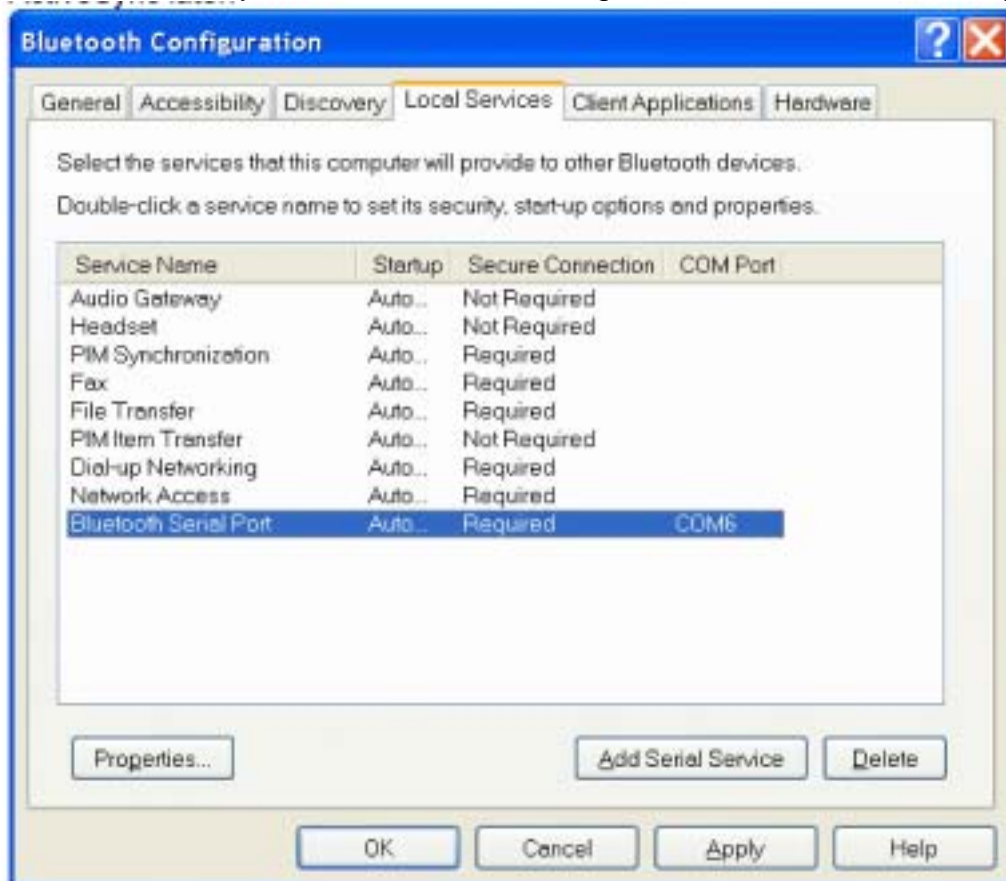 Bluetooth Configuration
General Accessibility Discovery Local Services Client Applications Hardware
Select the services that this computer will provide to other Bluetooth devices.
Double-click a service name to set its security, start-up options and properties.
Service Name Startup Secure Connection COM Port
Audio Gateway Auto... Not Required
Headset Auto... Not Required
PIM Synchronization Auto... Required
Fax Auto... Required
File Transfer Auto... Required
PIM Item Transfer Auto... Not Required
Dial-up Networking Auto... Required
Network Access Auto... Required
Bluetooth Serial Port Auto... Required COM6
Properties... Add Serial Service Delete
OK Cancel Apply Help